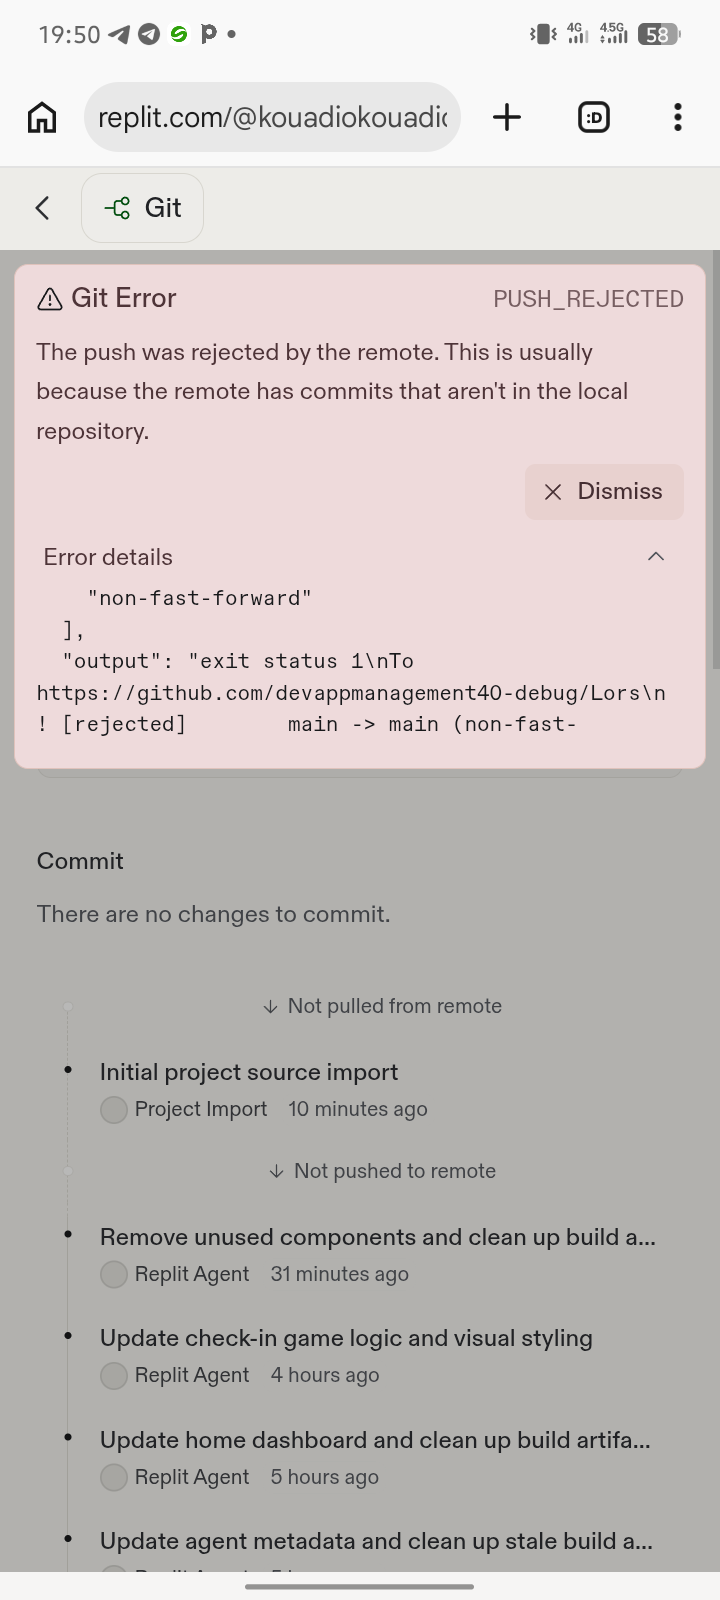 19:50
4G
4.5G
58
replit.com/@kouadiokouadic
:D
Git
Git Error
PUSH_REJECTED
The push was rejected by the remote. This is usually
because the remote has commits that aren't in the local
repository.
Dismiss
Error details
"non-fast-forward"
],
"output": "exit status 1\nTo
https://github.com/devappmanagement40-debug/Lors\n
! [rejected]        main -> main (non-fast-
Commit
There are no changes to commit.
Not pulled from remote
Initial project source import
Project Import 10 minutes ago
Not pushed to remote
Remove unused components and clean up build a...
Replit Agent 31 minutes ago
Update check-in game logic and visual styling
Replit Agent 4 hours ago
Update home dashboard and clean up build artifa...
Replit Agent 5 hours ago
Update agent metadata and clean up stale build a...